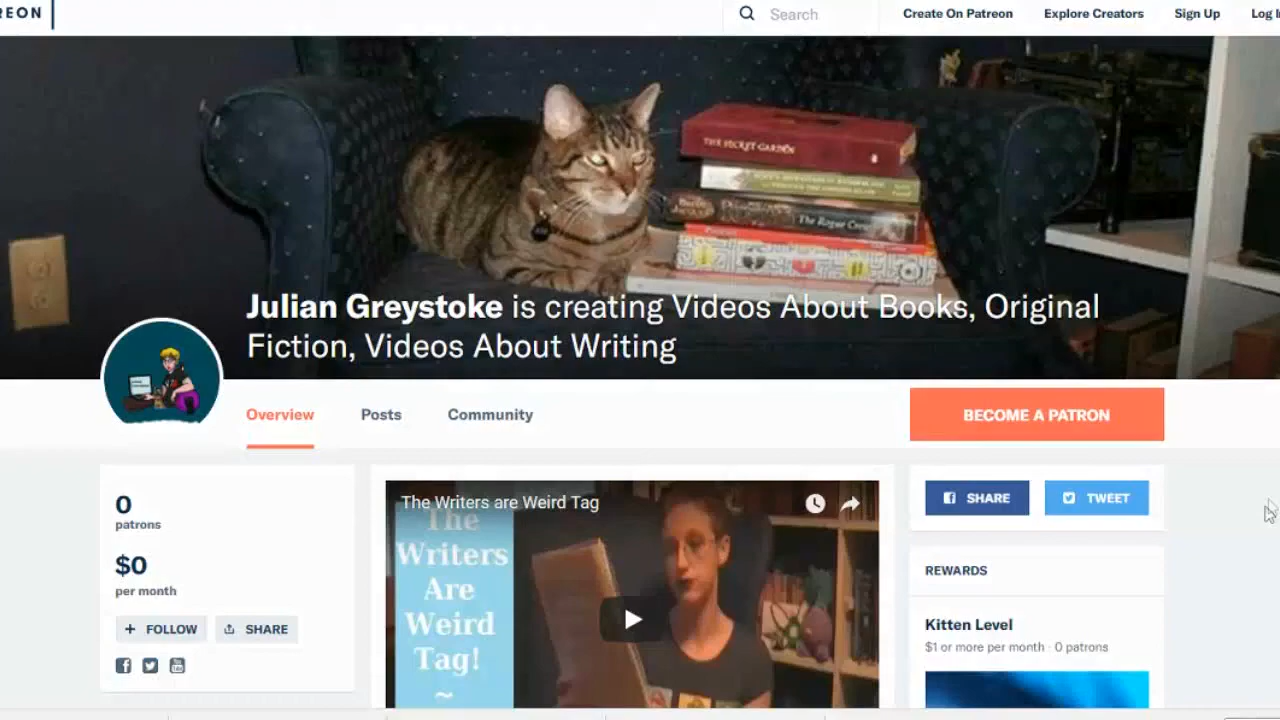 REON
Search
Create On Patreon
Explore Creators
Sign Up
Log I
THE SECRET GARDEN
The Rogue Crew
Julian Greystoke is creating Videos About Books, Original
Fiction, Videos About Writing
Overview
Posts
Community
BECOME A PATRON
0
patrons
$0
per month
+ FOLLOW
SHARE
The Writers are Weird Tag
The
Writers
Are
Weird
Tag!
~
SHARE
TWEET
REWARDS
Kitten Level
$1 or more per month · 0 patrons